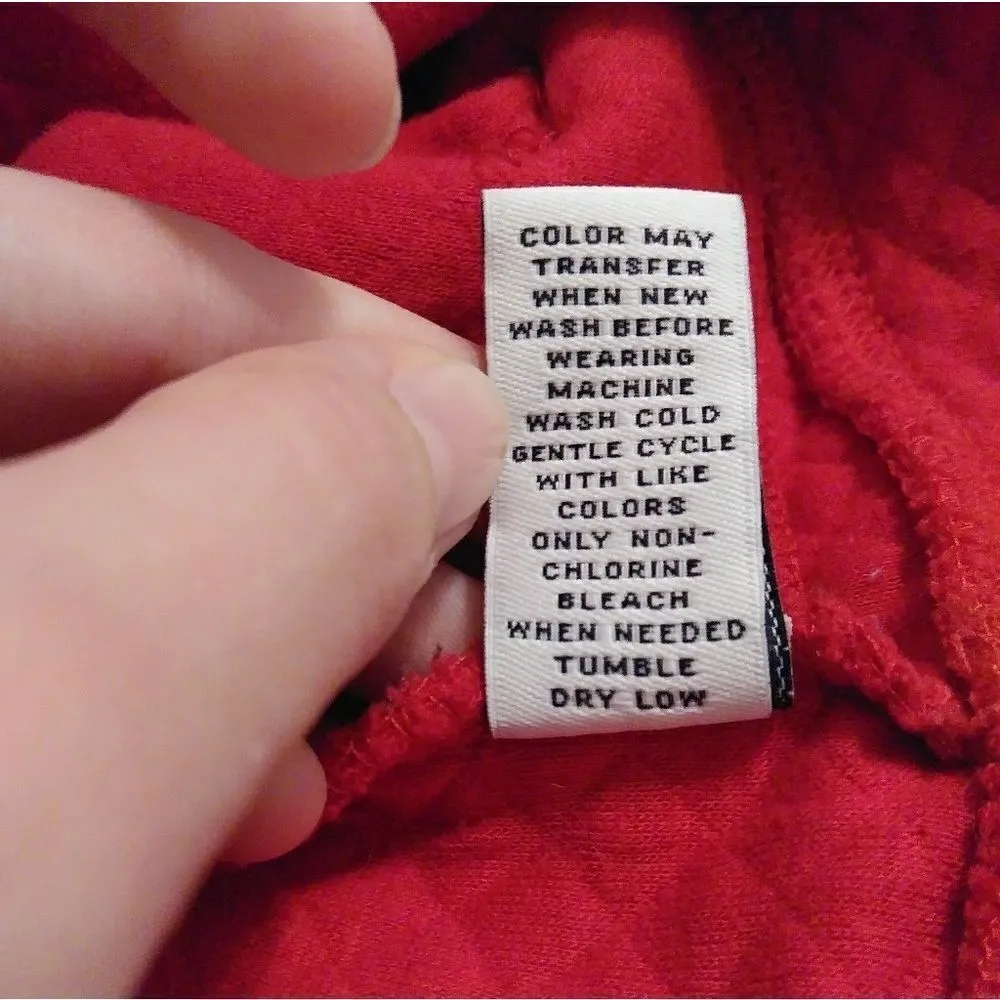 COLOR MAY
TRANSFER
WHEN NEW
WASH BEFORE
WEARING
MACHINE
WASH COLD
GENTLE CYCLE
WITH LIKE
COLORS
ONLY NON-
CHLORINE
BLEACH
WHEN NEEDED
TUMBLE
DRY LOW